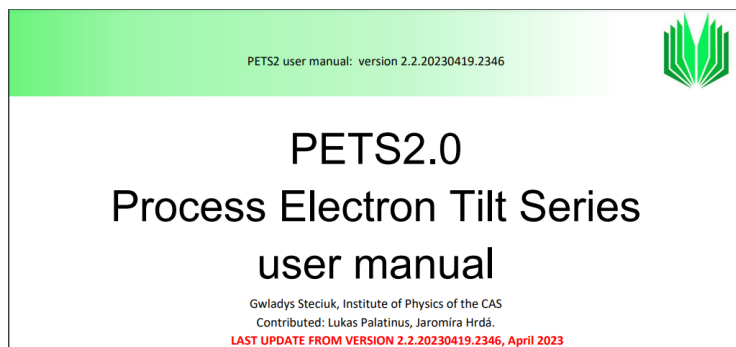 PETS2 user manual: version 2.2.20230419.2346
PETS2.0
Process Electron Tilt Series
user manual
Gwladys Steciuk, Institute of Physics of the CAS
Contributed: Lukas Palatinus, Jaromíra Hrdá.
LAST UPDATE FROM VERSION 2.2.20230419.2346, April 2023